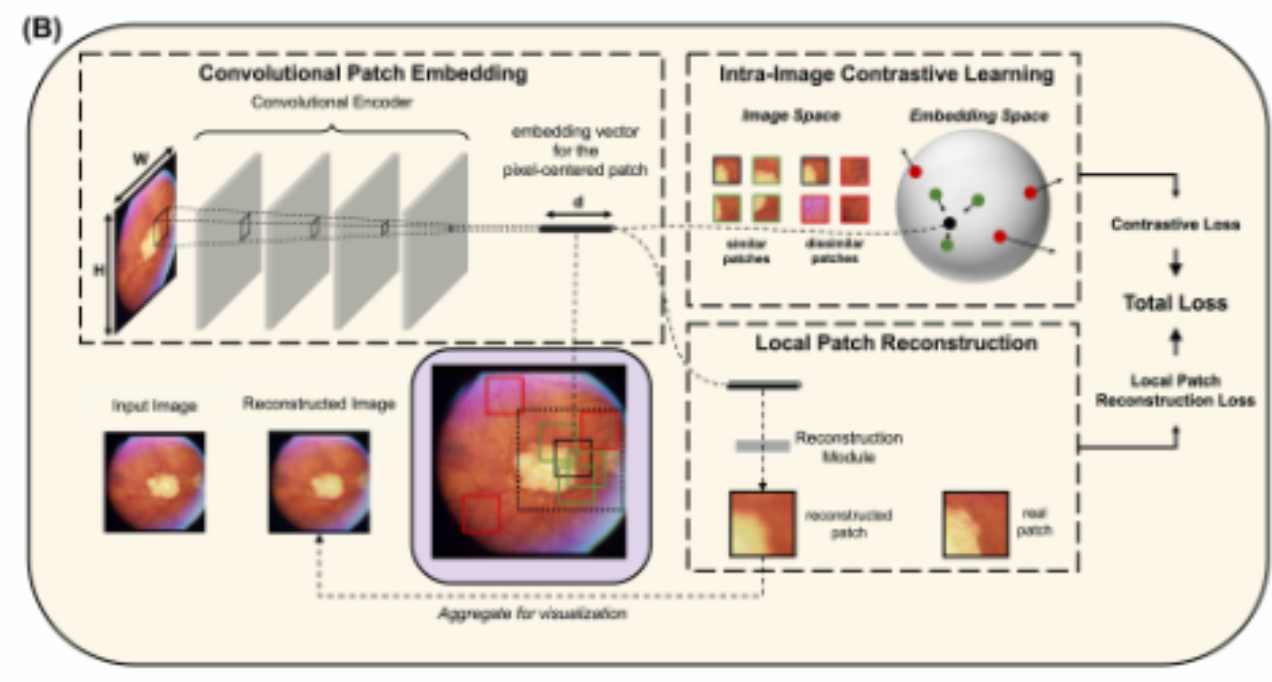 (B)
Convolutional Patch Embedding
Convolutional Encoder
embedding vector
for the
pixel-centered patch
W
H
d
Intra-Image Contrastive Learning
Image Space
Embedding Space
similar
patches
dissimilar
patches
Contrastive Loss
Total Loss
Local Patch
Reconstruction Loss
Local Patch Reconstruction
Reconstruction
Module
reconstructed
patch
real
patch
Input Image
Reconstructed Image
Aggregate for visualization